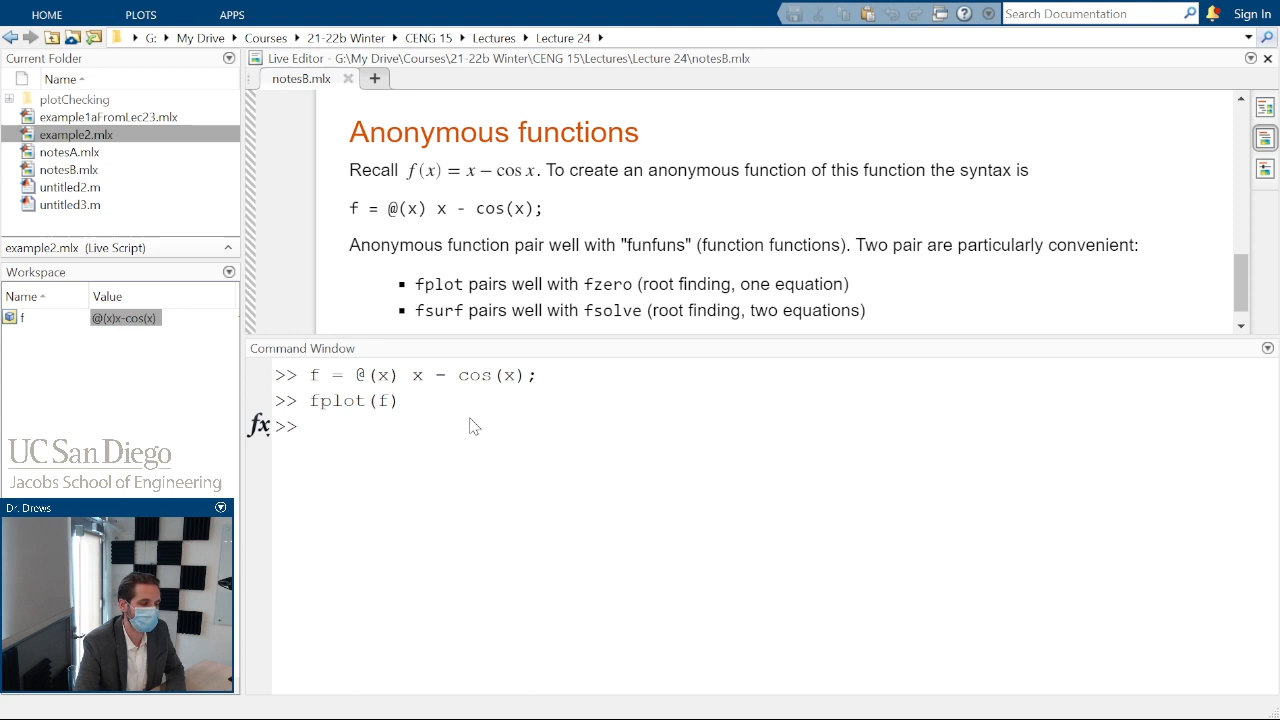 HOME PLOTS APPS
Search Documentation
Sign In
G: My Drive Courses 21-22b Winter CENG 15 Lectures Lecture 24
Current Folder
Name
plotChecking
example1aFromLec23.mlx
example2.mlx
notesA.mlx
notesB.mlx
untitled2.m
untitled3.m
example2.mlx (Live Script)
Workspace
Name Value
f @(x)x-cos(x)
UC San Diego
Jacobs School of Engineering
Dr. Drews
Live Editor - G:\My Drive\Courses\21-22b Winter\CENG 15\Lectures\Lecture 24\notesB.mlx
notesB.mlx
Anonymous functions
Recall f(x) = x − cos x. To create an anonymous function of this function the syntax is
f = @(x) x - cos(x);
Anonymous function pair well with "funfuns" (function functions). Two pair are particularly convenient:
▪ fplot pairs well with fzero (root finding, one equation)
▪ fsurf pairs well with fsolve (root finding, two equations)
Command Window
>> f = @(x) x - cos(x);
>> fplot(f)
fx >>